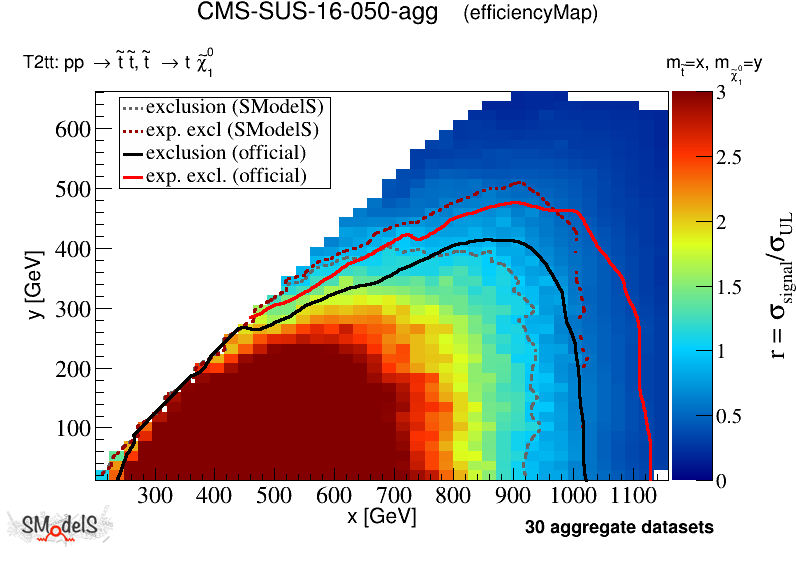 CMS-SUS-16-050-agg (efficiencyMap)
T2tt: pp → t̃ t̃, t̃ → t χ̃⁰₁
m_t̃=x, m_χ̃⁰₁=y
exclusion (SModelS)
exp. excl (SModelS)
exclusion (official)
exp. excl. (official)
600
500
400
300
200
100
y [GeV]
300 400 500 600 700 800 900 1000 1100
x [GeV]
3
2.5
2
1.5
1
0.5
0
r = σ_signal/σ_UL
30 aggregate datasets
SModelS